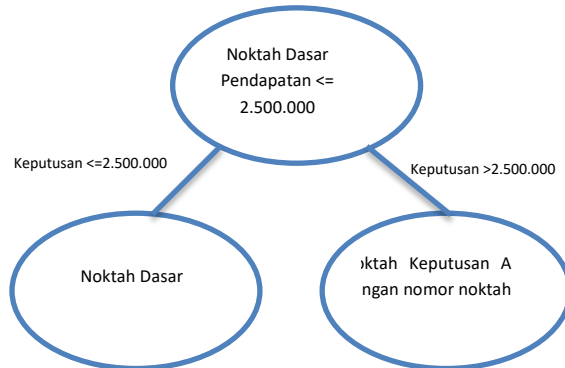 Noktah Dasar
Pendapatan <=
2.500.000
Keputusan <=2.500.000
Keputusan >2.500.000
Noktah Dasar
Keputusan A
nomor noktah